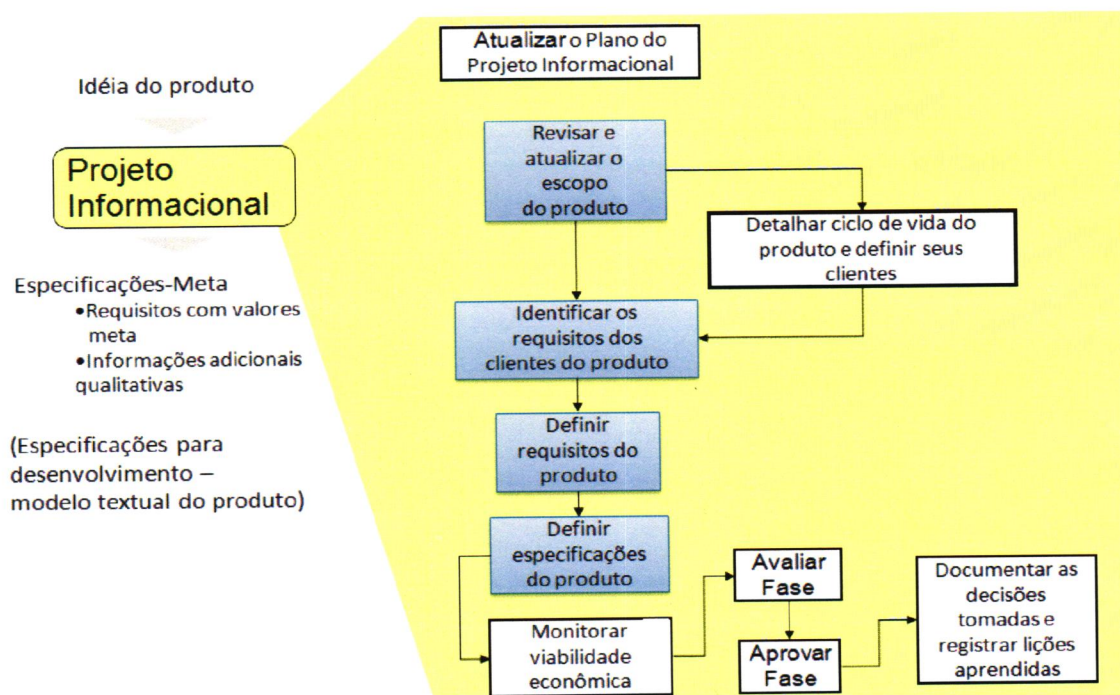 Idéia do produto
Projeto
Informacional
Especificações-Meta
•Requisitos com valores
meta
•Informações adicionais
qualitativas
(Especificações para
desenvolvimento –
modelo textual do produto)
Atualizar o Plano do
Projeto Informacional
Revisar e
atualizar o
escopo
do produto
Detalhar ciclo de vida do
produto e definir seus
clientes
Identificar os
requisitos dos
clientes do produto
Definir
requisitos do
produto
Definir
especificações
do produto
Monitorar
viabilidade
econômica
Avaliar
Fase
Aprovar
Fase
Documentar as
decisões
tomadas e
registrar lições
aprendidas